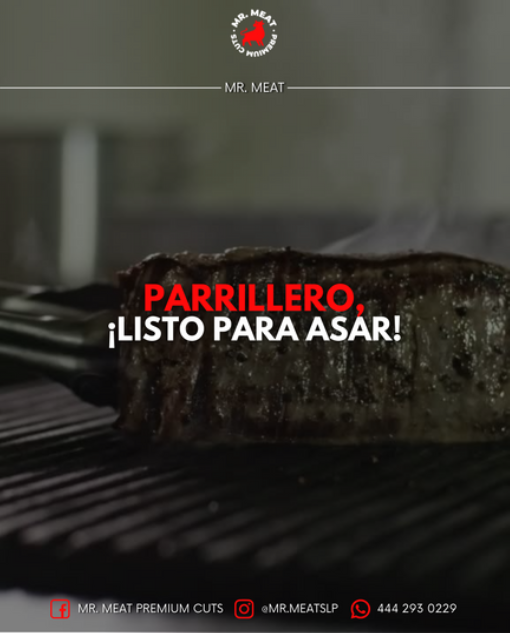 MR. MEAT
PREMIUM CUTS
MR. MEAT
PARRILLERO,
¡LISTO PARA ASAR!
MR. MEAT PREMIUM CUTS @MR.MEATSLP 444 293 0229